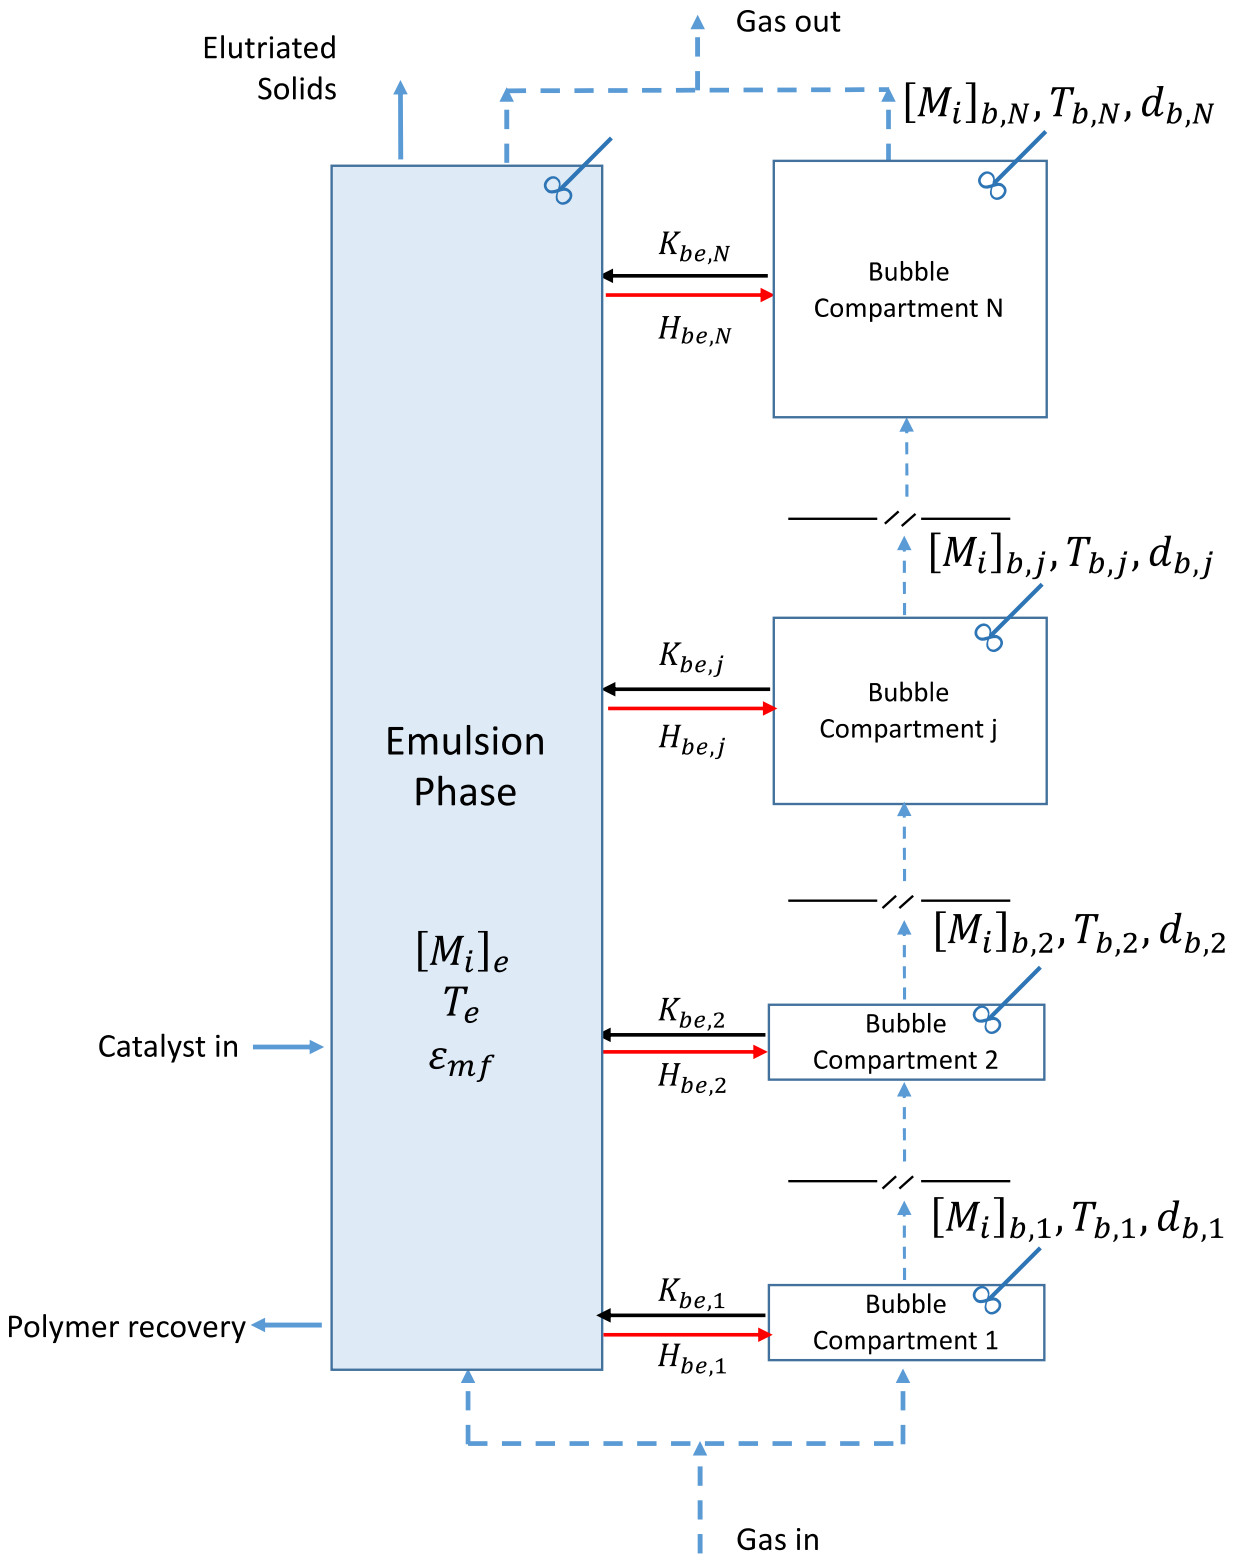 Gas out
Elutriated
Solids
[M_i]_{b,N}, T_{b,N}, d_{b,N}
K_{be,N}
H_{be,N}
Bubble
Compartment N
[M_i]_{b,j}, T_{b,j}, d_{b,j}
K_{be,j}
H_{be,j}
Bubble
Compartment j
Emulsion
Phase
[M_i]_e
T_e
ε_{mf}
[M_i]_{b,2}, T_{b,2}, d_{b,2}
K_{be,2}
H_{be,2}
Bubble
Compartment 2
Catalyst in
[M_i]_{b,1}, T_{b,1}, d_{b,1}
K_{be,1}
H_{be,1}
Bubble
Compartment 1
Polymer recovery
Gas in